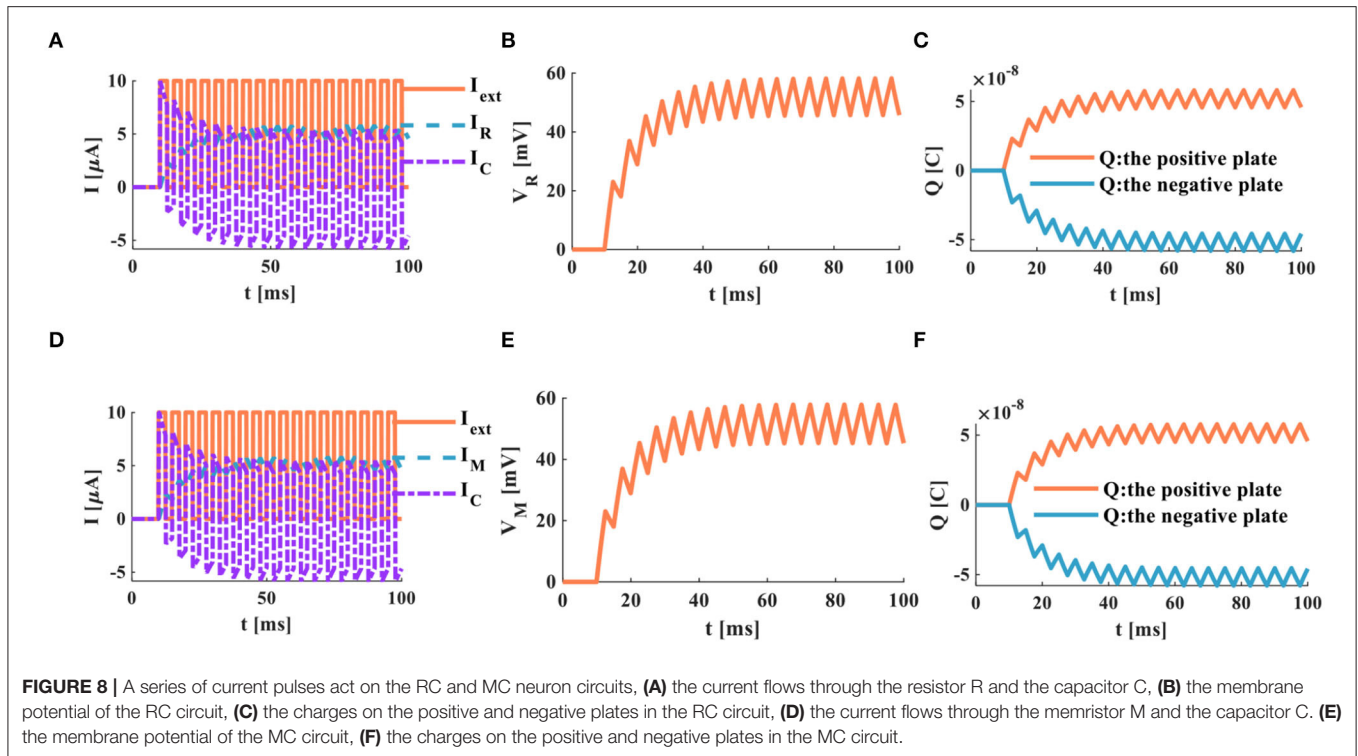 A
B
C
10
5
0
-5
I [μA]
0
50
100
t [ms]
I_ext
I_R
I_C
60
40
20
0
V_R [mV]
0
20
40
60
80
100
t [ms]
×10^-8
5
0
-5
Q [C]
Q:the positive plate
Q:the negative plate
0
20
40
60
80
100
t [ms]
D
E
F
10
5
0
-5
I [μA]
0
50
100
t [ms]
I_ext
I_M
I_C
60
40
20
0
V_M [mV]
0
20
40
60
80
100
t [ms]
×10^-8
5
0
-5
Q [C]
Q:the positive plate
Q:the negative plate
0
20
40
60
80
100
t [ms]
FIGURE 8 | A series of current pulses act on the RC and MC neuron circuits, (A) the current flows through the resistor R and the capacitor C, (B) the membrane
potential of the RC circuit, (C) the charges on the positive and negative plates in the RC circuit, (D) the current flows through the memristor M and the capacitor C. (E)
the membrane potential of the MC circuit, (F) the charges on the positive and negative plates in the MC circuit.